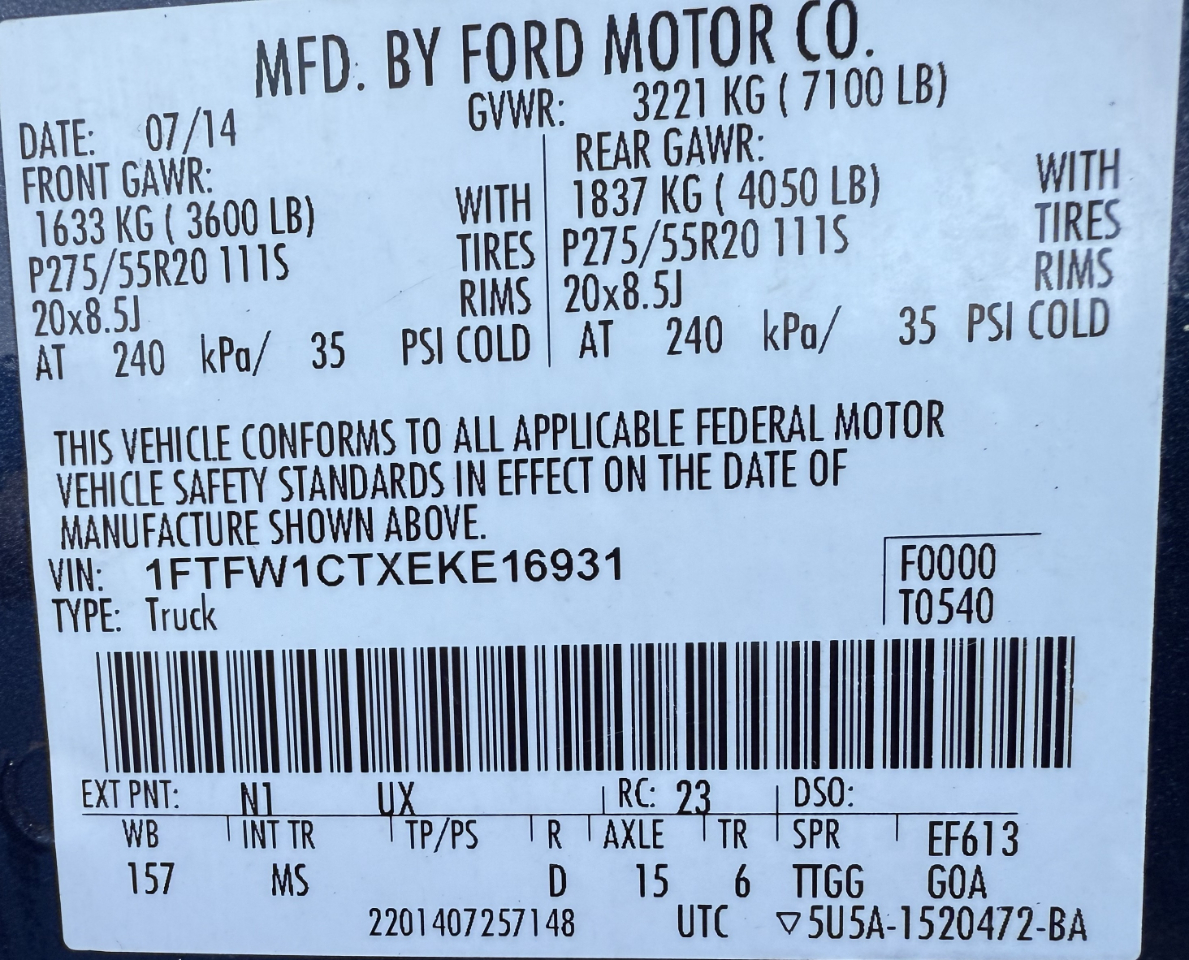 MFD. BY FORD MOTOR CO.
DATE: 07/14 GVWR: 3221 KG ( 7100 LB)
FRONT GAWR: REAR GAWR:
1633 KG ( 3600 LB) WITH 1837 KG ( 4050 LB) WITH
P275/55R20 111S TIRES P275/55R20 111S TIRES
20x8.5J RIMS 20x8.5J RIMS
AT 240 kPa/ 35 PSI COLD AT 240 kPa/ 35 PSI COLD
THIS VEHICLE CONFORMS TO ALL APPLICABLE FEDERAL MOTOR
VEHICLE SAFETY STANDARDS IN EFFECT ON THE DATE OF
MANUFACTURE SHOWN ABOVE.
VIN: 1FTFW1CTXEKE16931 F0000
TYPE: Truck T0540
EXT PNT: N1 UX RC: 23 DSO:
WB INT TR TP/PS R AXLE TR SPR EF613
157 MS D 15 6 TTGG GOA
2201407257148 UTC ▽5U5A-1520472-BA